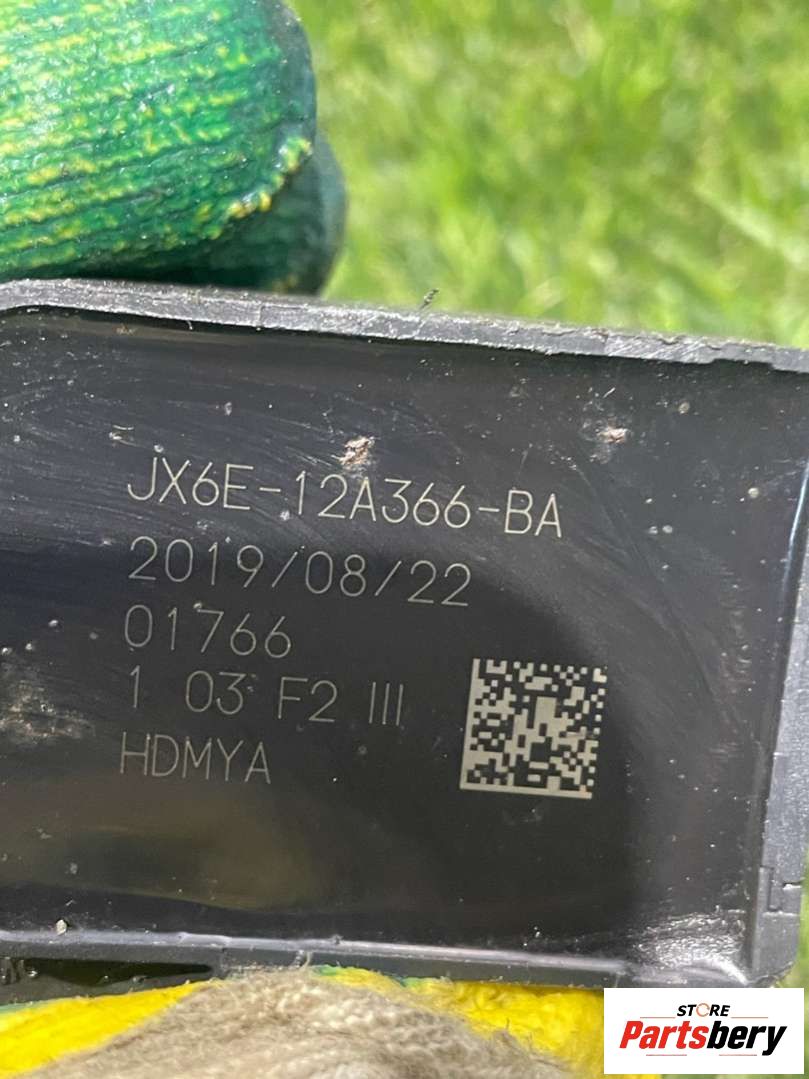 JX6E-12A366-BA
2019/08/22
01766
1 03 F2 III
HDMYA
STORE
Partsbery